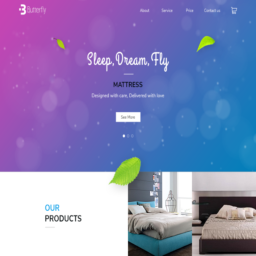 Butterfly
About
Service
Price
Contact us
Sleep, Dream, Fly
MATTRESS
Designed with care, Delivered with love
See More
OUR
PRODUCTS